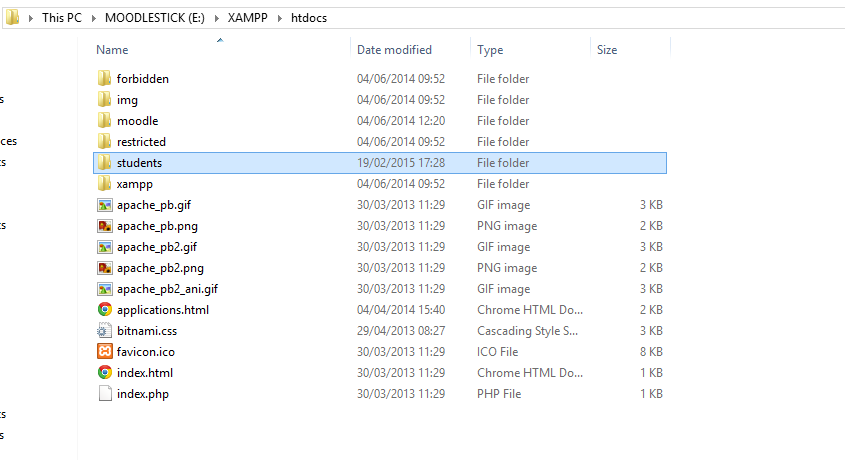 This PC MOODLESTICK (E:) XAMPP htdocs
Name Date modified Type Size
forbidden 04/06/2014 09:52 File folder
s img 04/06/2014 09:52 File folder
moodle 04/06/2014 12:20 File folder
ces restricted 04/06/2014 09:52 File folder
ts students 19/02/2015 17:28 File folder
xampp 04/06/2014 09:52 File folder
apache_pb.gif 30/03/2013 11:29 GIF image 3 KB
ts apache_pb.png 30/03/2013 11:29 PNG image 2 KB
apache_pb2.gif 30/03/2013 11:29 GIF image 3 KB
apache_pb2.png 30/03/2013 11:29 PNG image 2 KB
apache_pb2_ani.gif 30/03/2013 11:29 GIF image 3 KB
applications.html 04/04/2014 15:40 Chrome HTML Do... 2 KB
bitnami.css 29/04/2013 08:27 Cascading Style S... 3 KB
favicon.ico 30/03/2013 11:29 ICO File 8 KB
index.html 30/03/2013 11:29 Chrome HTML Do... 1 KB
index.php 30/03/2013 11:29 PHP File 1 KB
ts
s